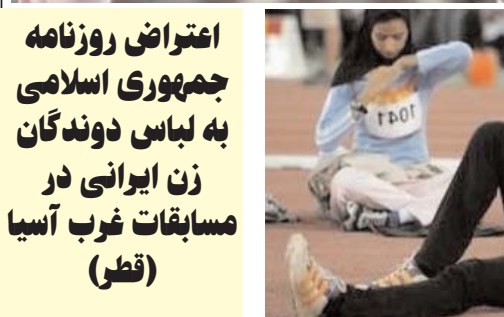 اعتراض روزنامه
جمهوری اسلامی
به لباس دوندگان
زن ایرانی در
مسابقات غرب آسیا
(قطر)